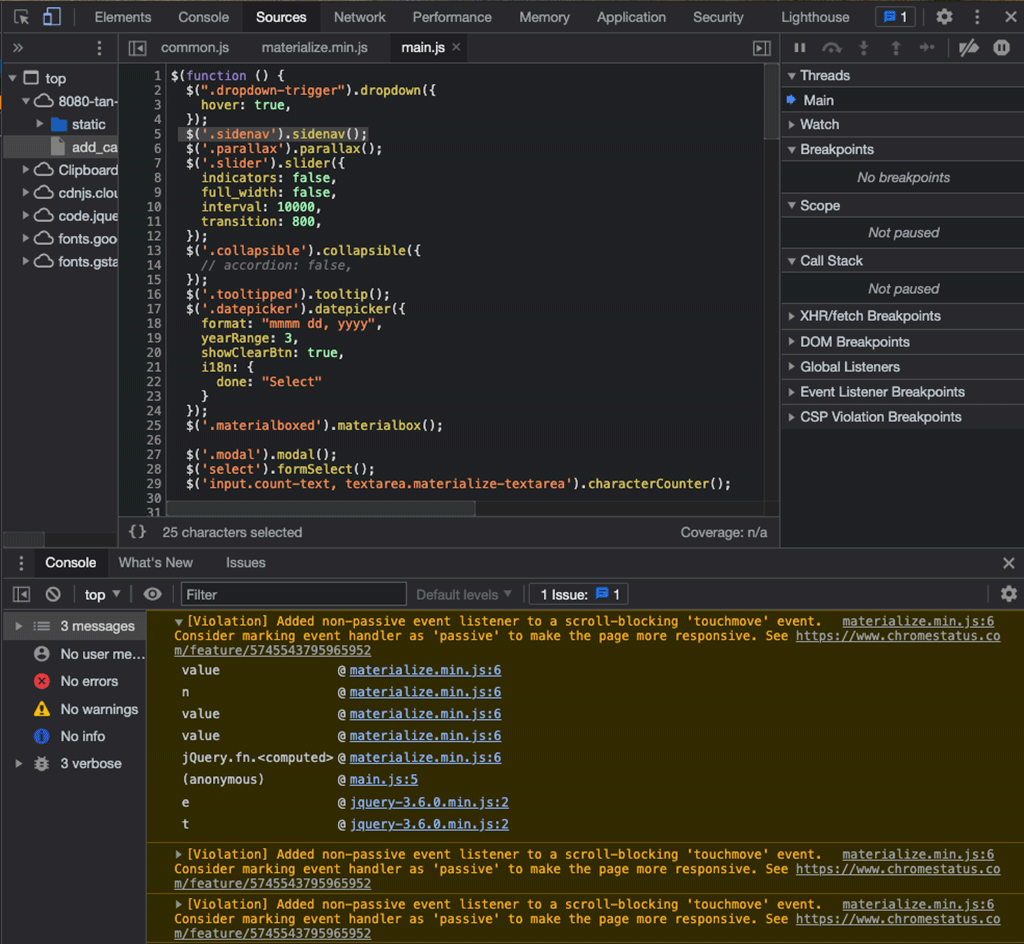 Elements Console Sources Network Performance Memory Application Security Lighthouse 1
common.js materialize.min.js main.js
top
8080-tan-
static
add_ca
Clipboard
cdnjs.clou
code.jque
fonts.goo
fonts.gsta
1 $(function () {
2 $(".dropdown-trigger").dropdown({
3 hover: true,
4 });
5 $('.sidenav').sidenav();
6 $('.parallax').parallax();
7 $('.slider').slider({
8 indicators: false,
9 full_width: false,
10 interval: 10000,
11 transition: 800,
12 });
13 $('.collapsible').collapsible({
14 // accordion: false,
15 });
16 $('.tooltipped').tooltip();
17 $('.datepicker').datepicker({
18 format: "mmmm dd, yyyy",
19 yearRange: 3,
20 showClearBtn: true,
21 i18n: {
22 done: "Select"
23 }
24 });
25 $('.materialboxed').materialbox();
26
27 $('.modal').modal();
28 $('select').formSelect();
29 $('input.count-text, textarea.materialize-textarea').characterCounter();
30
31
{} 25 characters selected Coverage: n/a
Threads
Main
Watch
Breakpoints
No breakpoints
Scope
Not paused
Call Stack
Not paused
XHR/fetch Breakpoints
DOM Breakpoints
Global Listeners
Event Listener Breakpoints
CSP Violation Breakpoints
Console What's New Issues
top Filter Default levels 1 Issue: 1
3 messages
No user me...
No errors
No warnings
No info
3 verbose
[Violation] Added non-passive event listener to a scroll-blocking 'touchmove' event. materialize.min.js:6
Consider marking event handler as 'passive' to make the page more responsive. See https://www.chromestatus.co
m/feature/5745543795965952
value @ materialize.min.js:6
n @ materialize.min.js:6
value @ materialize.min.js:6
value @ materialize.min.js:6
jQuery.fn.<computed> @ materialize.min.js:6
(anonymous) @ main.js:5
e @ jquery-3.6.0.min.js:2
t @ jquery-3.6.0.min.js:2
[Violation] Added non-passive event listener to a scroll-blocking 'touchmove' event. materialize.min.js:6
Consider marking event handler as 'passive' to make the page more responsive. See https://www.chromestatus.co
m/feature/5745543795965952
[Violation] Added non-passive event listener to a scroll-blocking 'touchmove' event. materialize.min.js:6
Consider marking event handler as 'passive' to make the page more responsive. See https://www.chromestatus.co
m/feature/5745543795965952